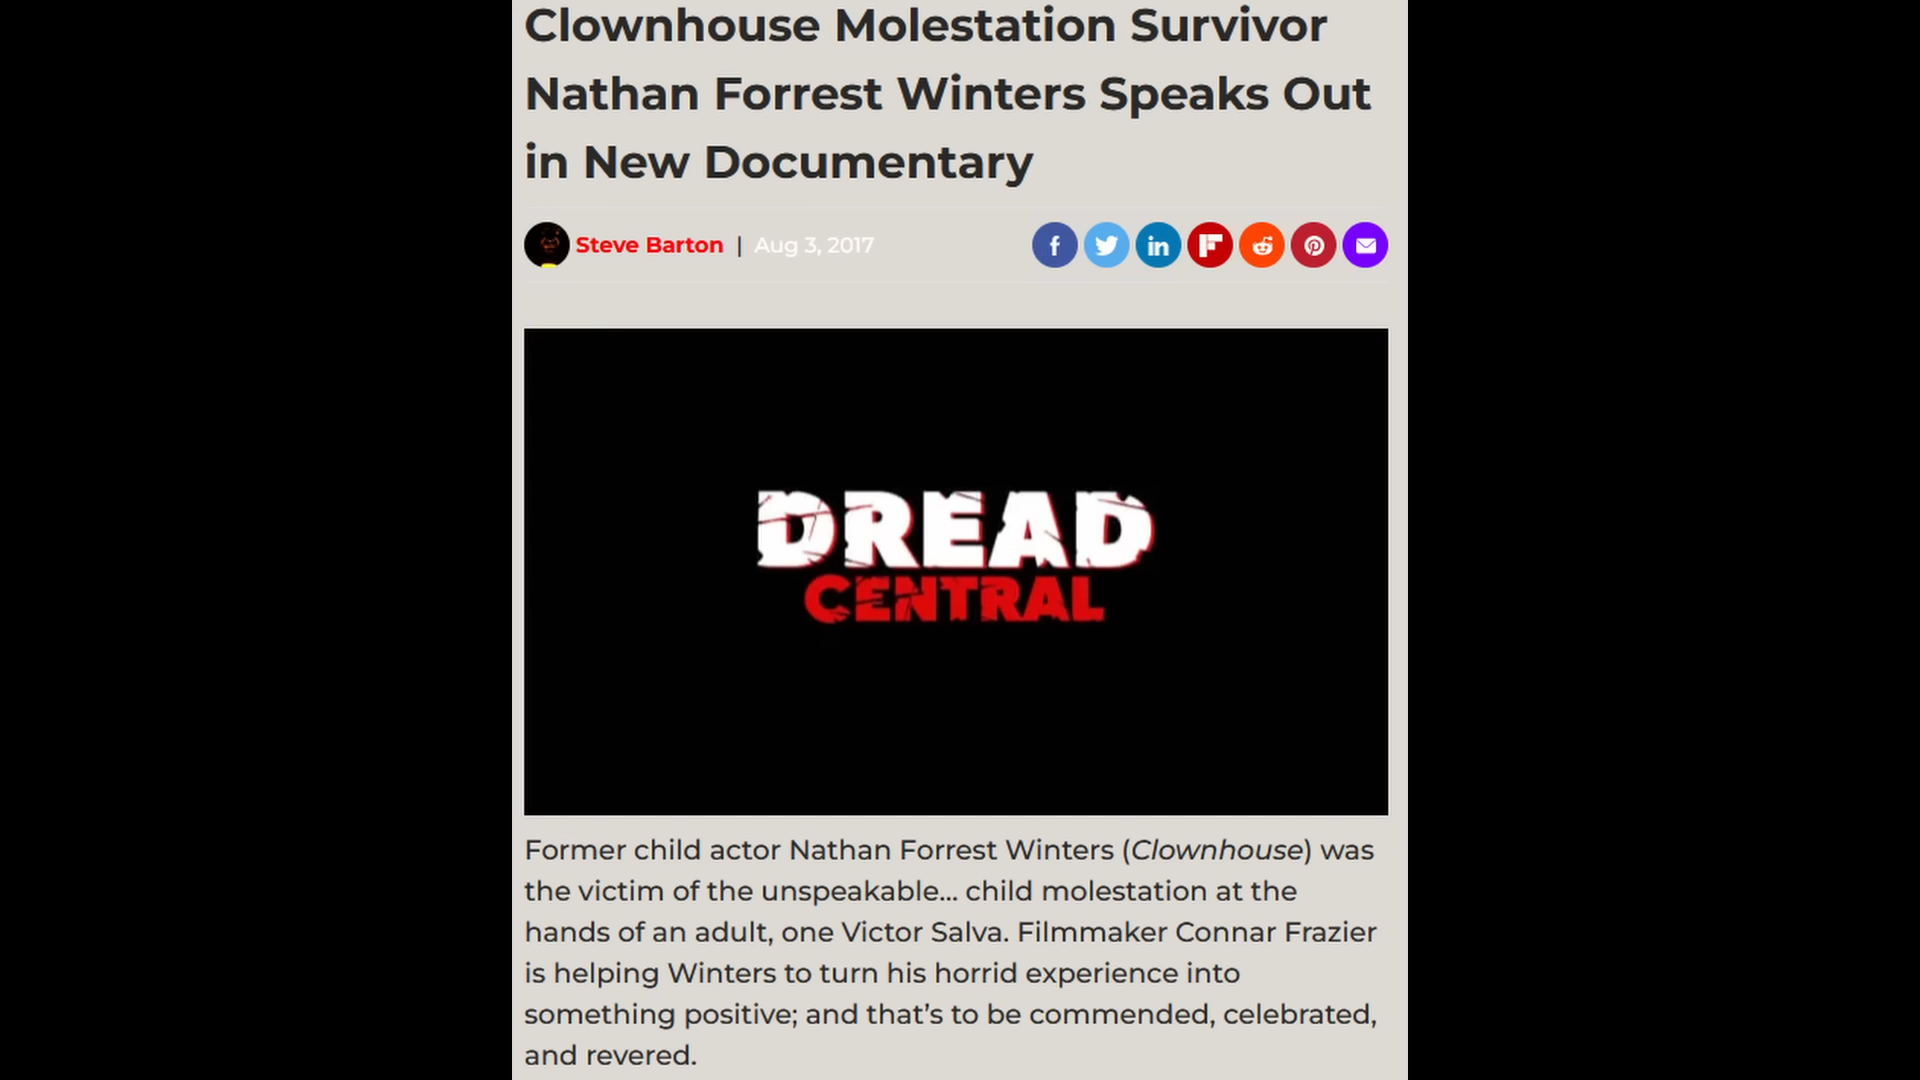 Clownhouse Molestation Survivor
Nathan Forrest Winters Speaks Out
in New Documentary
Steve Barton | Aug 3, 2017
DREAD
CENTRAL
Former child actor Nathan Forrest Winters (Clownhouse) was
the victim of the unspeakable... child molestation at the
hands of an adult, one Victor Salva. Filmmaker Connar Frazier
is helping Winters to turn his horrid experience into
something positive; and that’s to be commended, celebrated,
and revered.